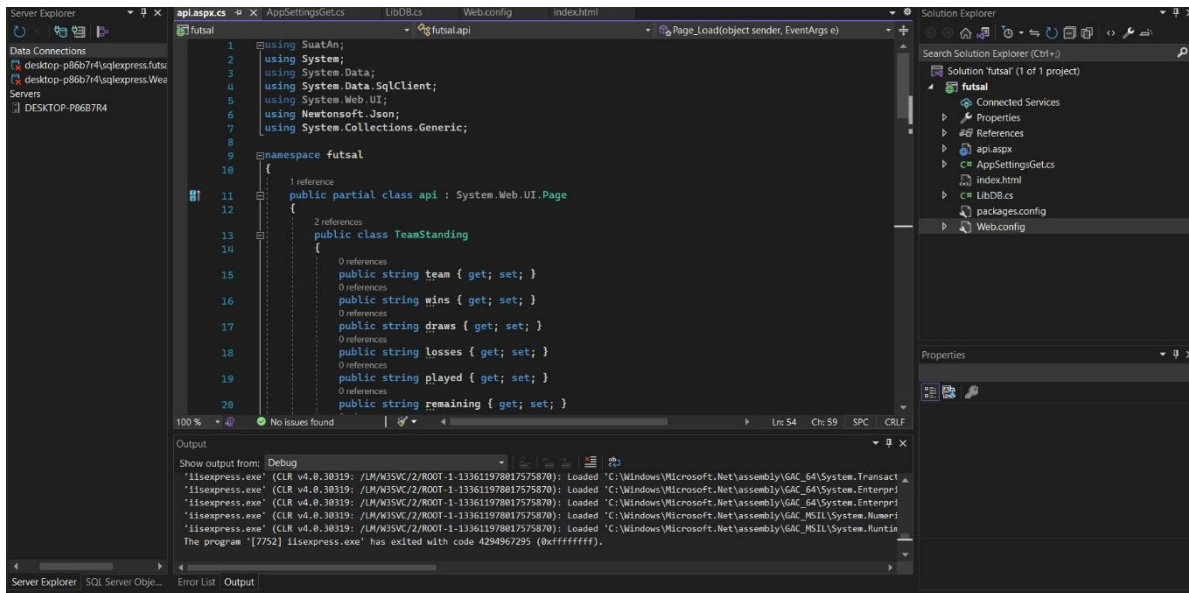 Server Explorer
Data Connections
desktop-p86b7r4\sqlexpress.futsa
desktop-p86b7r4\sqlexpress.Wea
Servers
DESKTOP-P86B7R4
Server Explorer SQL Server Obje...
api.aspx.cs AppSettingsGet.cs LibDB.cs Web.config index.html
futsal futsal.api Page_Load(object sender, EventArgs e)
1 using SuatAn;
2 using System;
3 using System.Data;
4 using System.Data.SqlClient;
5 using System.Web.UI;
6 using Newtonsoft.Json;
7 using System.Collections.Generic;
8
9 namespace futsal
10 {
1 reference
11 public partial class api : System.Web.UI.Page
12 {
2 references
13 public class TeamStanding
14 {
0 references
15 public string team { get; set; }
0 references
16 public string wins { get; set; }
0 references
17 public string draws { get; set; }
0 references
18 public string losses { get; set; }
0 references
19 public string played { get; set; }
0 references
20 public string remaining { get; set; }
100 % No issues found Ln: 54 Ch: 59 SPC CRLF
Output
Show output from: Debug
'iisexpress.exe' (CLR v4.0.30319: /LM/W3SVC/2/ROOT-1-133611978017575870): Loaded 'C:\Windows\Microsoft.Net\assembly\GAC_64\System.Transact
'iisexpress.exe' (CLR v4.0.30319: /LM/W3SVC/2/ROOT-1-133611978017575870): Loaded 'C:\Windows\Microsoft.Net\assembly\GAC_64\System.Enterpri
'iisexpress.exe' (CLR v4.0.30319: /LM/W3SVC/2/ROOT-1-133611978017575870): Loaded 'C:\Windows\Microsoft.Net\assembly\GAC_64\System.Enterpri
'iisexpress.exe' (CLR v4.0.30319: /LM/W3SVC/2/ROOT-1-133611978017575870): Loaded 'C:\Windows\Microsoft.Net\assembly\GAC_MSIL\System.Numeri
'iisexpress.exe' (CLR v4.0.30319: /LM/W3SVC/2/ROOT-1-133611978017575870): Loaded 'C:\Windows\Microsoft.Net\assembly\GAC_MSIL\System.Runtin
The program '[7752] iisexpress.exe' has exited with code 4294967295 (0xffffffff).
Error List Output
Solution Explorer
Search Solution Explorer (Ctrl+;)
Solution 'futsal' (1 of 1 project)
futsal
Connected Services
Properties
References
api.aspx
C# AppSettingsGet.cs
index.html
C# LibDB.cs
packages.config
Web.config
Properties